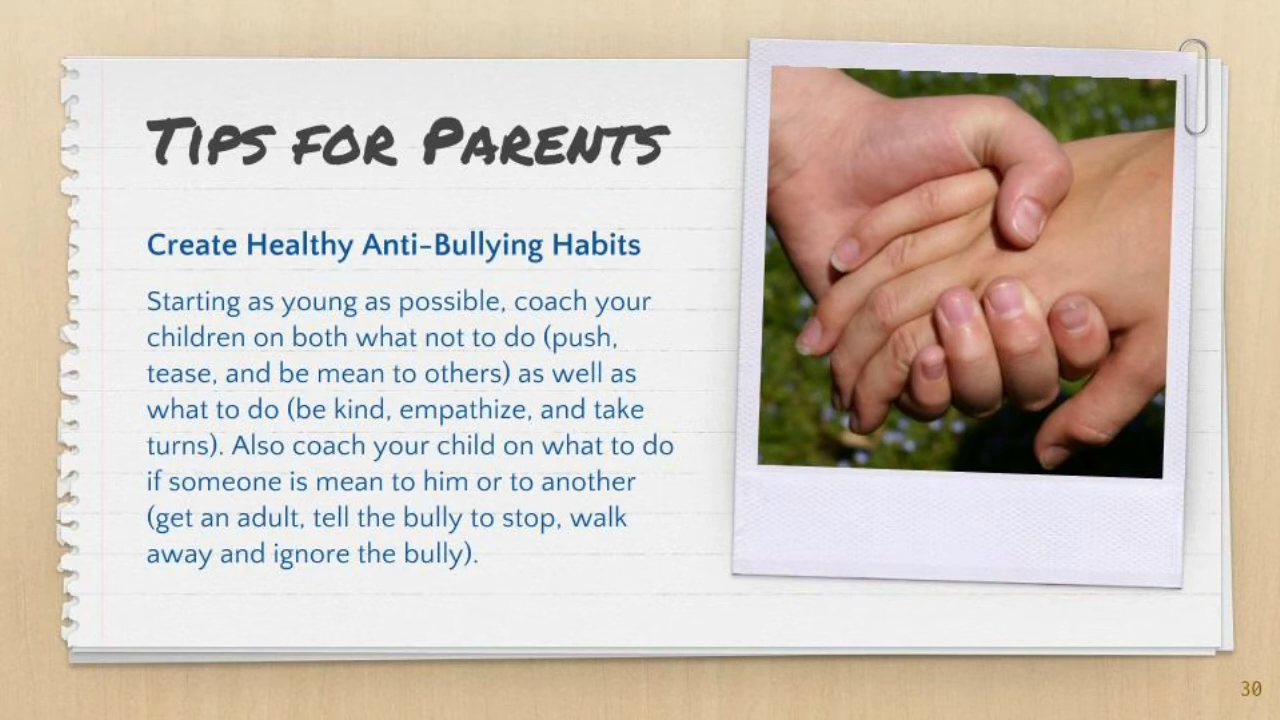 Tips for Parents
Create Healthy Anti-Bullying Habits
Starting as young as possible, coach your
children on both what not to do (push,
tease, and be mean to others) as well as
what to do (be kind, empathize, and take
turns). Also coach your child on what to do
if someone is mean to him or to another
(get an adult, tell the bully to stop, walk
away and ignore the bully).
30